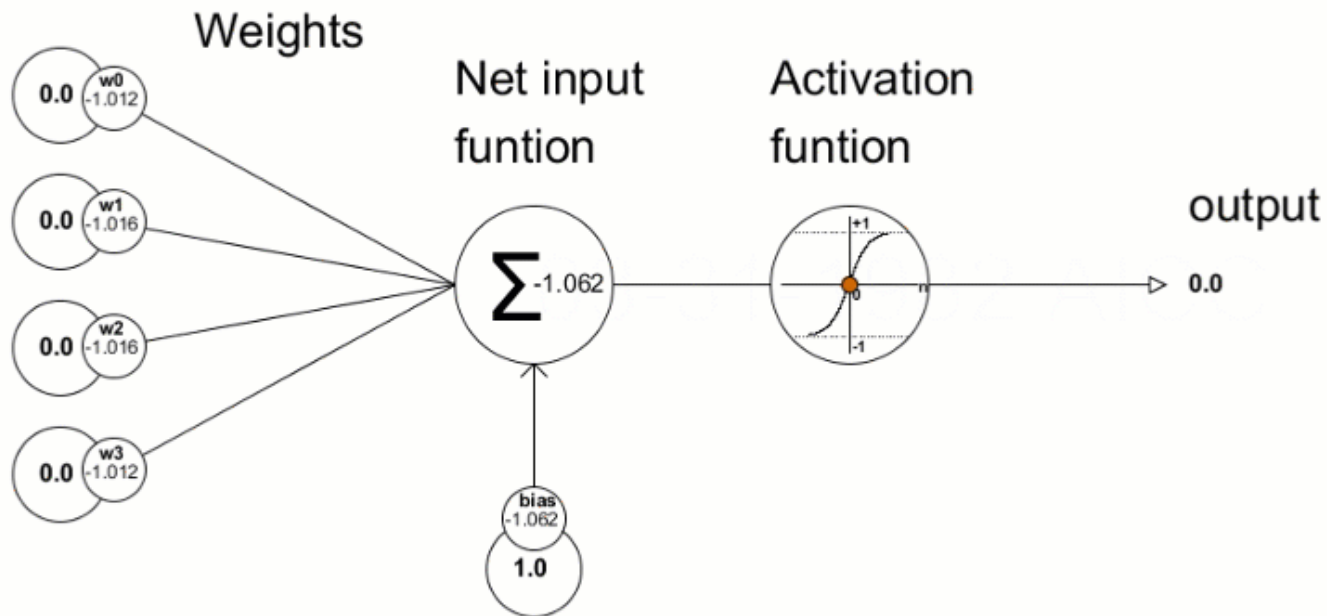 Weights
Net input
funtion
Activation
funtion
output
0.0
w0
-1.012
0.0
w1
-1.016
0.0
w2
-1.016
0.0
w3
-1.012
∑
-1.062
+1
0
n
-1
0.0
bias
-1.062
1.0